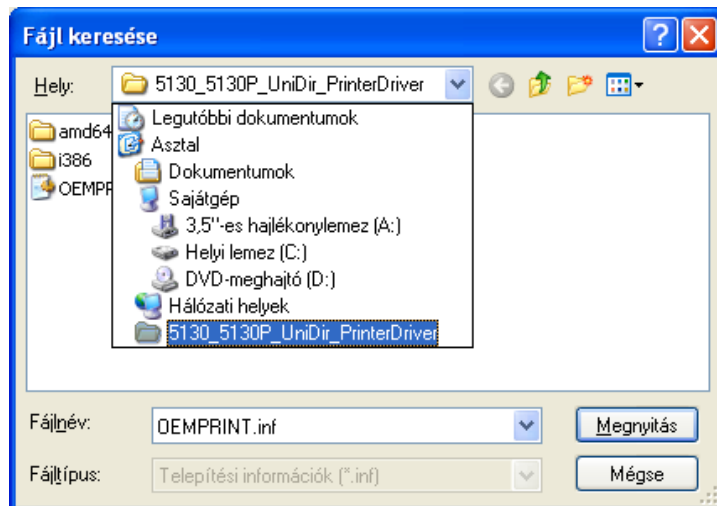 Fájl keresése
Hely:
5130_5130P_UniDir_PrinterDriver
amd64
i386
OEMPR
Legutóbbi dokumentumok
Asztal
Dokumentumok
Sajátgép
3,5"-es hajlékonylemez (A:)
Helyi lemez (C:)
DVD-meghajtó (D:)
Hálózati helyek
5130_5130P_UniDir_PrinterDriver
Fájlnév:
OEMPRINT.inf
Megnyitás
Fájltípus:
Telepítési információk (*.inf)
Mégse